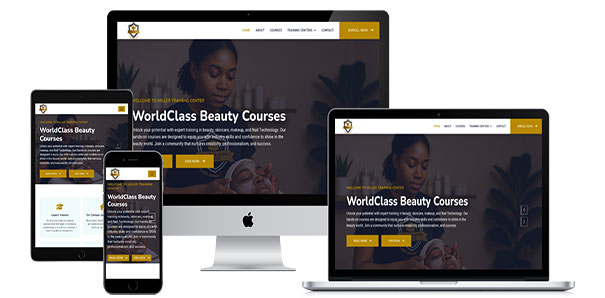 HOME ABOUT COURSES TRAINING CENTERS CONTACT ENROLL NOW
WELCOME TO MILLER TRAINING CENTER
WorldClass Beauty Courses
Unlock your potential with expert training in beauty, skincare, makeup, and Nail Technology. Our
hands-on courses are designed to equip you with industry skills and confidence to shine in the
beauty world. Join a community that nurtures creativity, professionalism, and success.
JOIN NOW
WELCOME TO MILLER TRAINING CENTER
WorldClass Beauty
Courses
READ MORE JOIN NOW
Expert Trainers
WELCOME TO MILLER TRAINING
CENTER
WorldClass Beauty
Courses
Unlock your potential with expert
training in beauty, skincare,
makeup, and Nail Technology. Our
hands-on courses are designed to
equip you with industry skills and
confidence to shine in the beauty
world. Join a community that
nurtures creativity,
professionalism, and success.
READ MORE JOIN NOW
HOME ABOUT COURSES TRAINING CENTERS CONTACT ENROLL NOW
WELCOME TO MILLER TRAINING CENTER
WorldClass Beauty Courses
Unlock your potential with expert training in beauty, skincare, makeup, and Nail Technology. Our
hands-on courses are designed to equip you with industry skills and confidence to shine in the
beauty world. Join a community that nurtures creativity, professionalism, and success.
READ MORE JOIN NOW